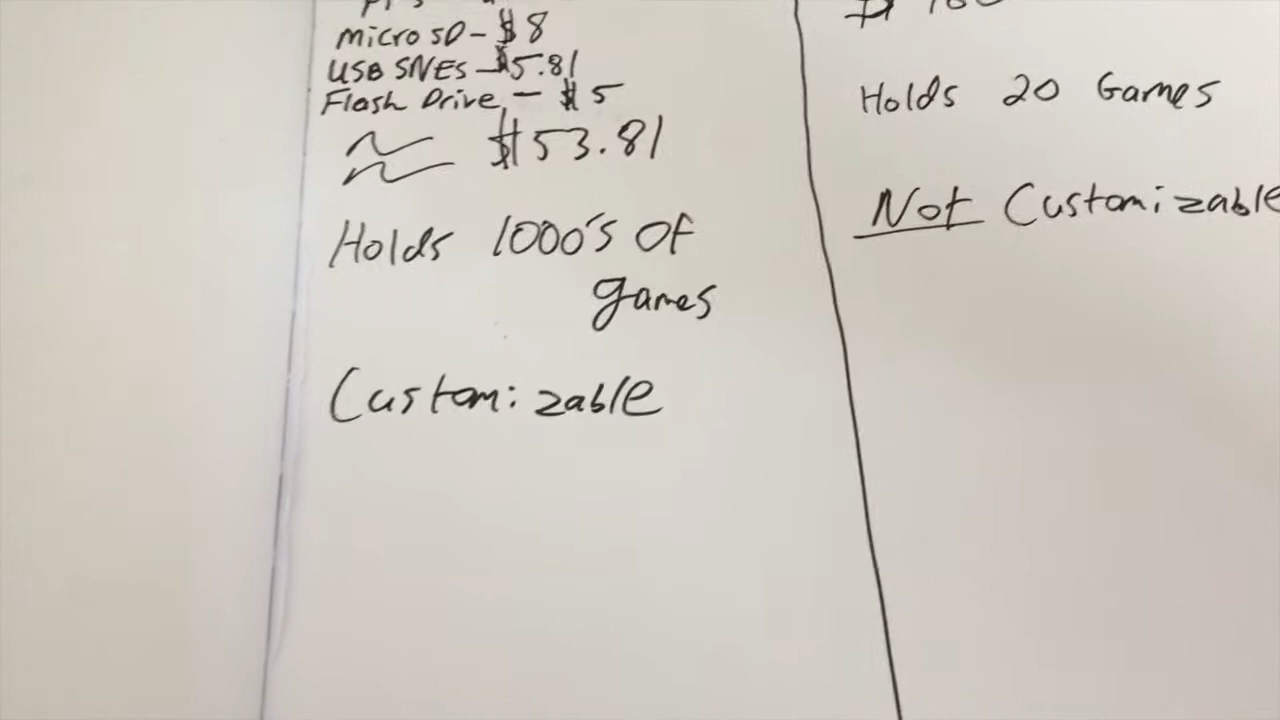 Micro SD - $8
USB SNES - $5.81
Flash Drive - $5
≈ $53.81
Holds 1000's of
games
Customizable
Holds 20 Games
Not Customizable